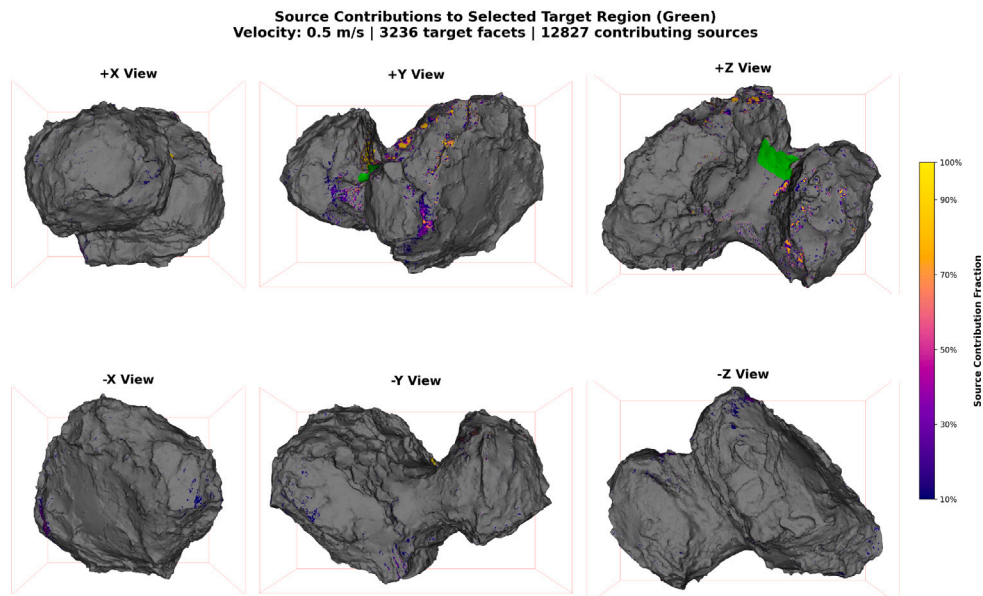 Source Contributions to Selected Target Region (Green)
Velocity: 0.5 m/s | 3236 target facets | 12827 contributing sources
+X View
+Y View
+Z View
100%
90%
70%
50%
30%
10%
Source Contribution Fraction
-X View
-Y View
-Z View